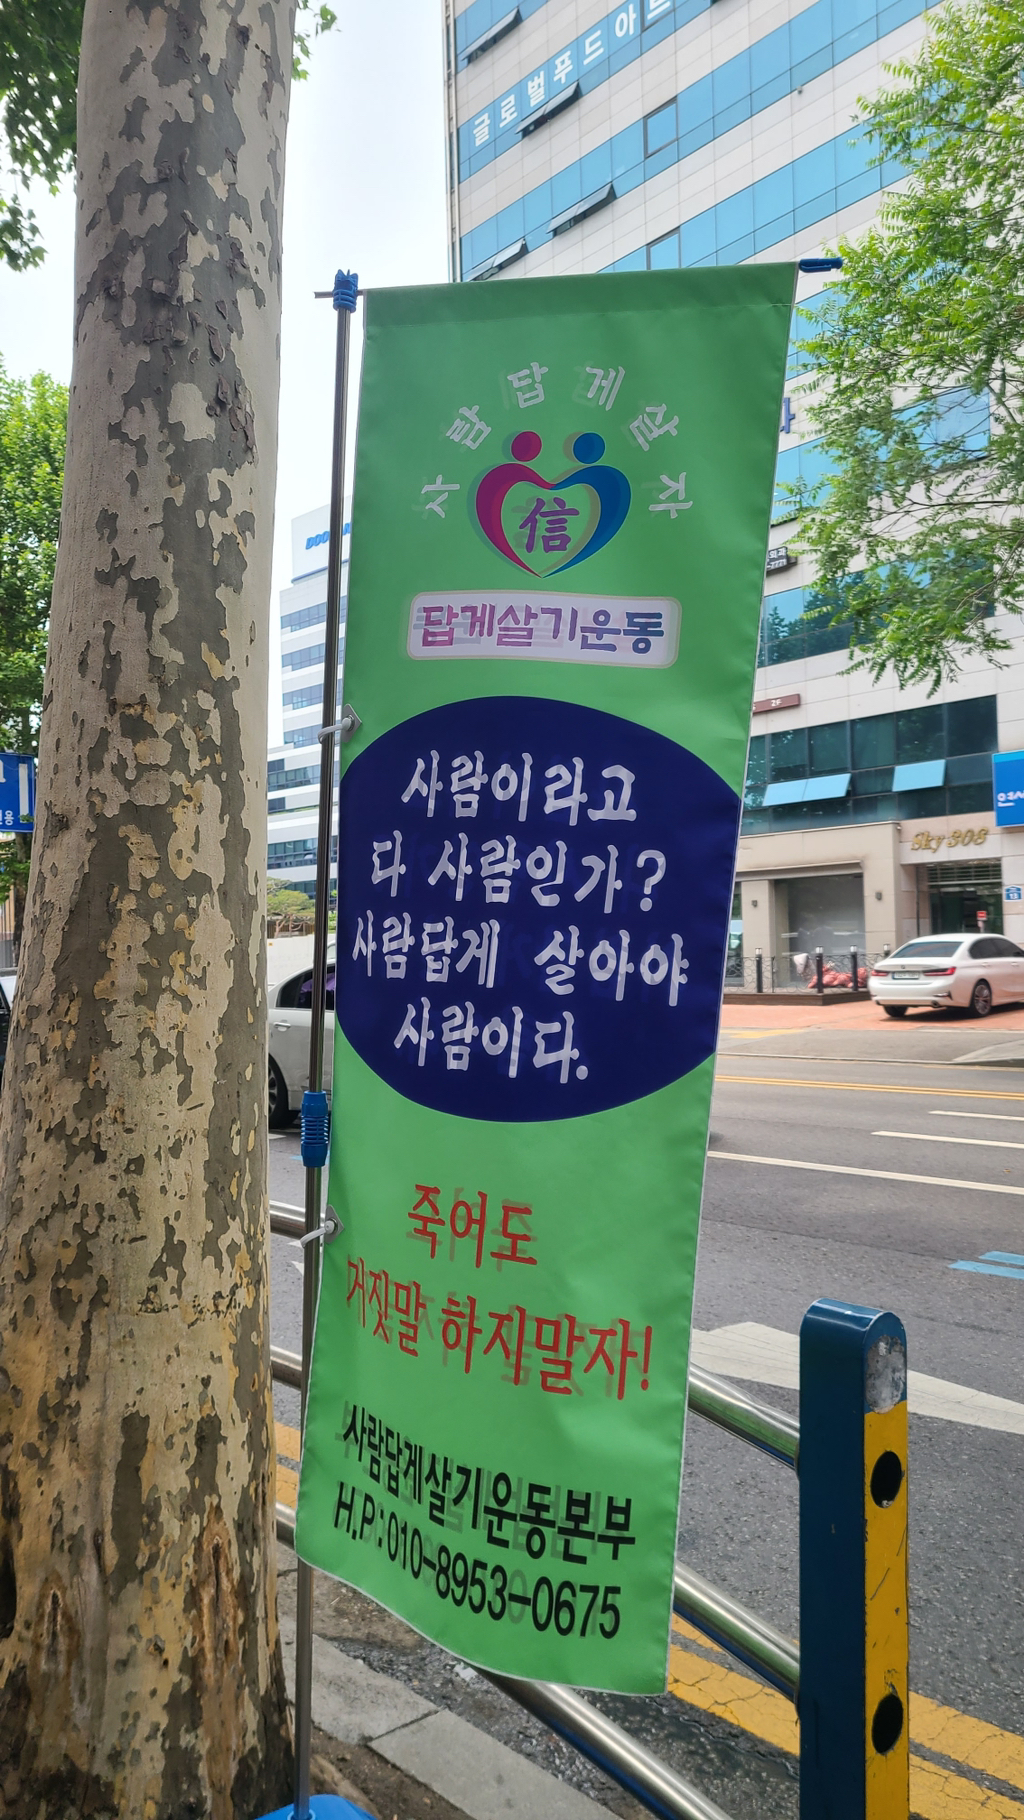 글로벌푸드아트
사람답게살자
信
답게살기운동
사람이라고
다 사람인가?
사람답게 살아야
사람이다.
죽어도
거짓말 하지말자!
사람답게살기운동본부
H.P:010-8953-0675
2F
Sky 308
13